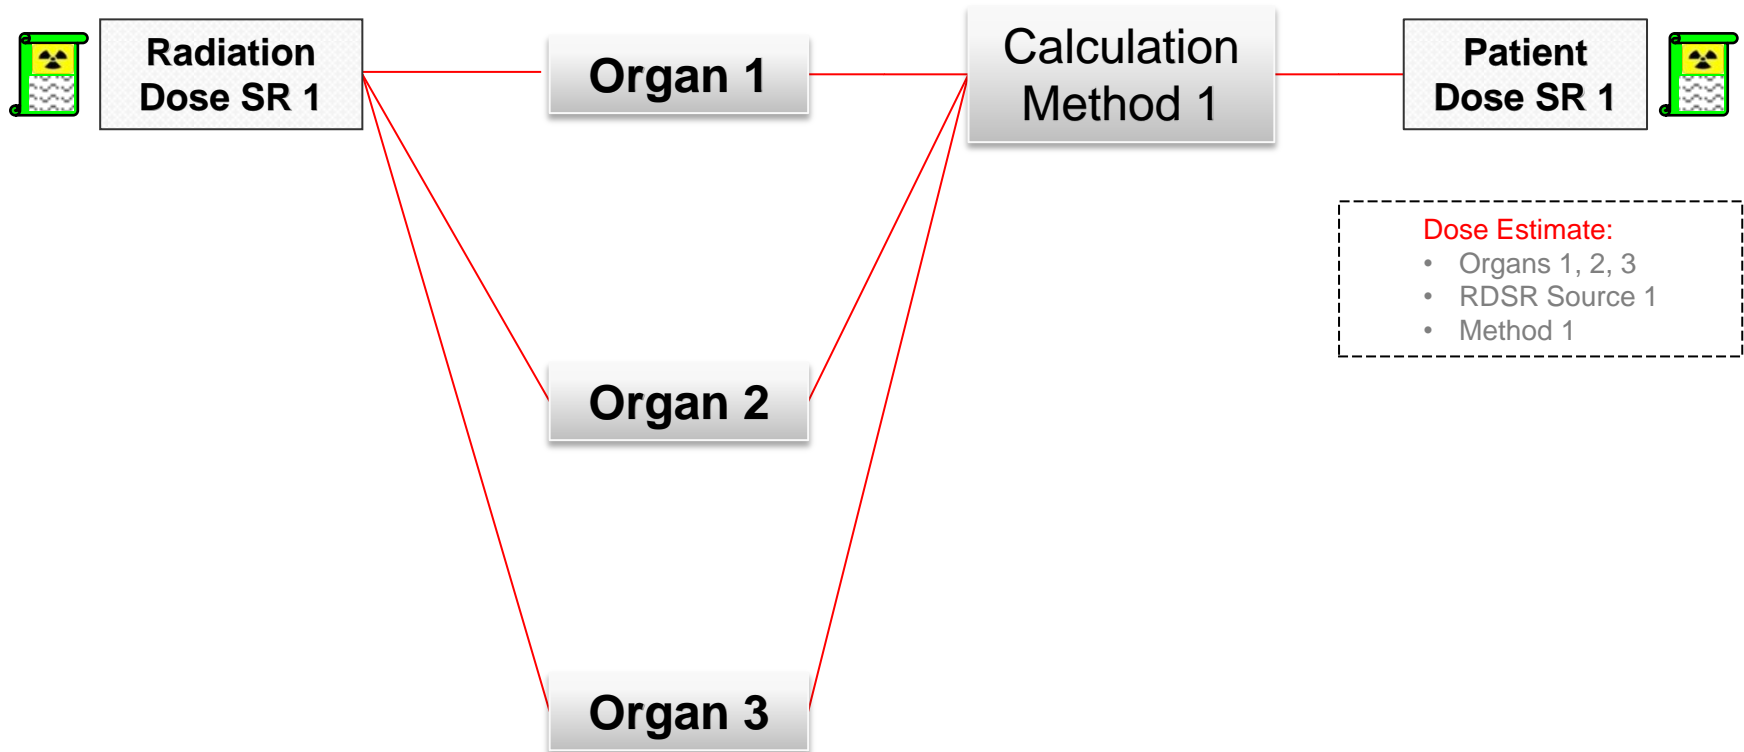 Radiation
Dose SR 1
Organ 1
Calculation
Method 1
Patient
Dose SR 1
Dose Estimate:
• Organs 1, 2, 3
• RDSR Source 1
• Method 1
Organ 2
Organ 3